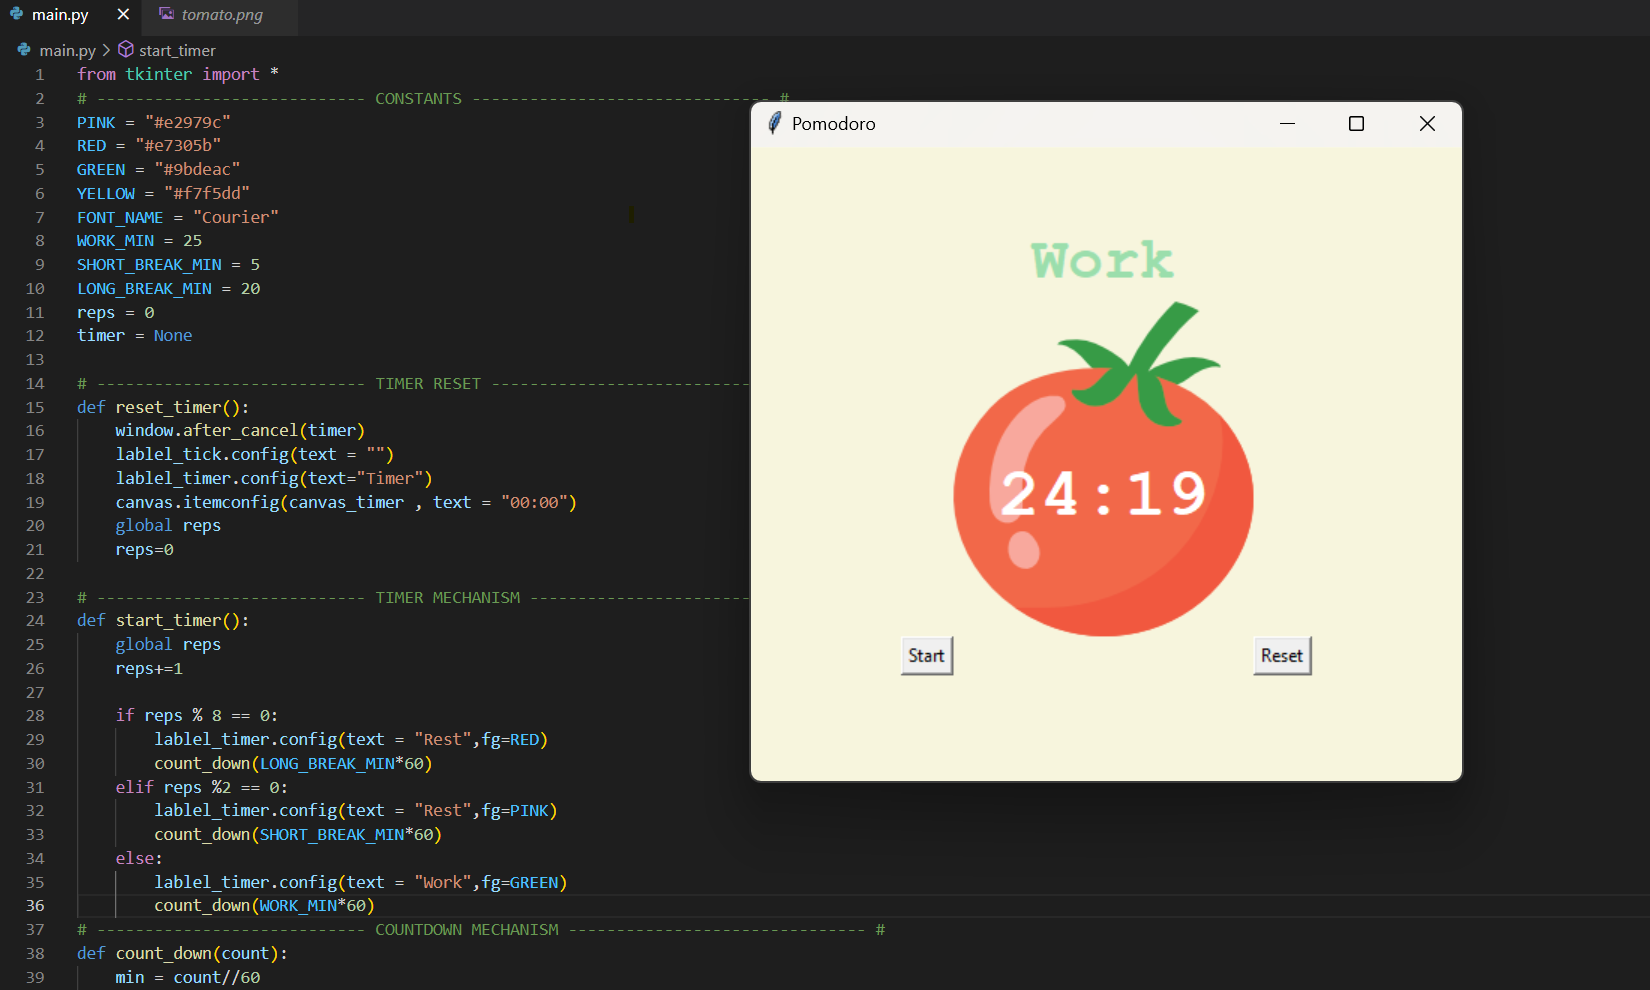 main.py
tomato.png
main.py > start_timer
1 from tkinter import *
2 # ---------------------------- CONSTANTS ------------------------------- #
3 PINK = "#e2979c"
4 RED = "#e7305b"
5 GREEN = "#9bdeac"
6 YELLOW = "#f7f5dd"
7 FONT_NAME = "Courier"
8 WORK_MIN = 25
9 SHORT_BREAK_MIN = 5
10 LONG_BREAK_MIN = 20
11 reps = 0
12 timer = None
13
14 # ---------------------------- TIMER RESET ---------------------------
15 def reset_timer():
16     window.after_cancel(timer)
17     lablel_tick.config(text = "")
18     lablel_timer.config(text="Timer")
19     canvas.itemconfig(canvas_timer , text = "00:00")
20     global reps
21     reps=0
22
23 # ---------------------------- TIMER MECHANISM -----------------------
24 def start_timer():
25     global reps
26     reps+=1
27
28     if reps % 8 == 0:
29         lablel_timer.config(text = "Rest",fg=RED)
30         count_down(LONG_BREAK_MIN*60)
31     elif reps %2 == 0:
32         lablel_timer.config(text = "Rest",fg=PINK)
33         count_down(SHORT_BREAK_MIN*60)
34     else:
35         lablel_timer.config(text = "Work",fg=GREEN)
36         count_down(WORK_MIN*60)
37 # ---------------------------- COUNTDOWN MECHANISM ------------------------------- #
38 def count_down(count):
39     min = count//60
Pomodoro
Work
24:19
Start
Reset